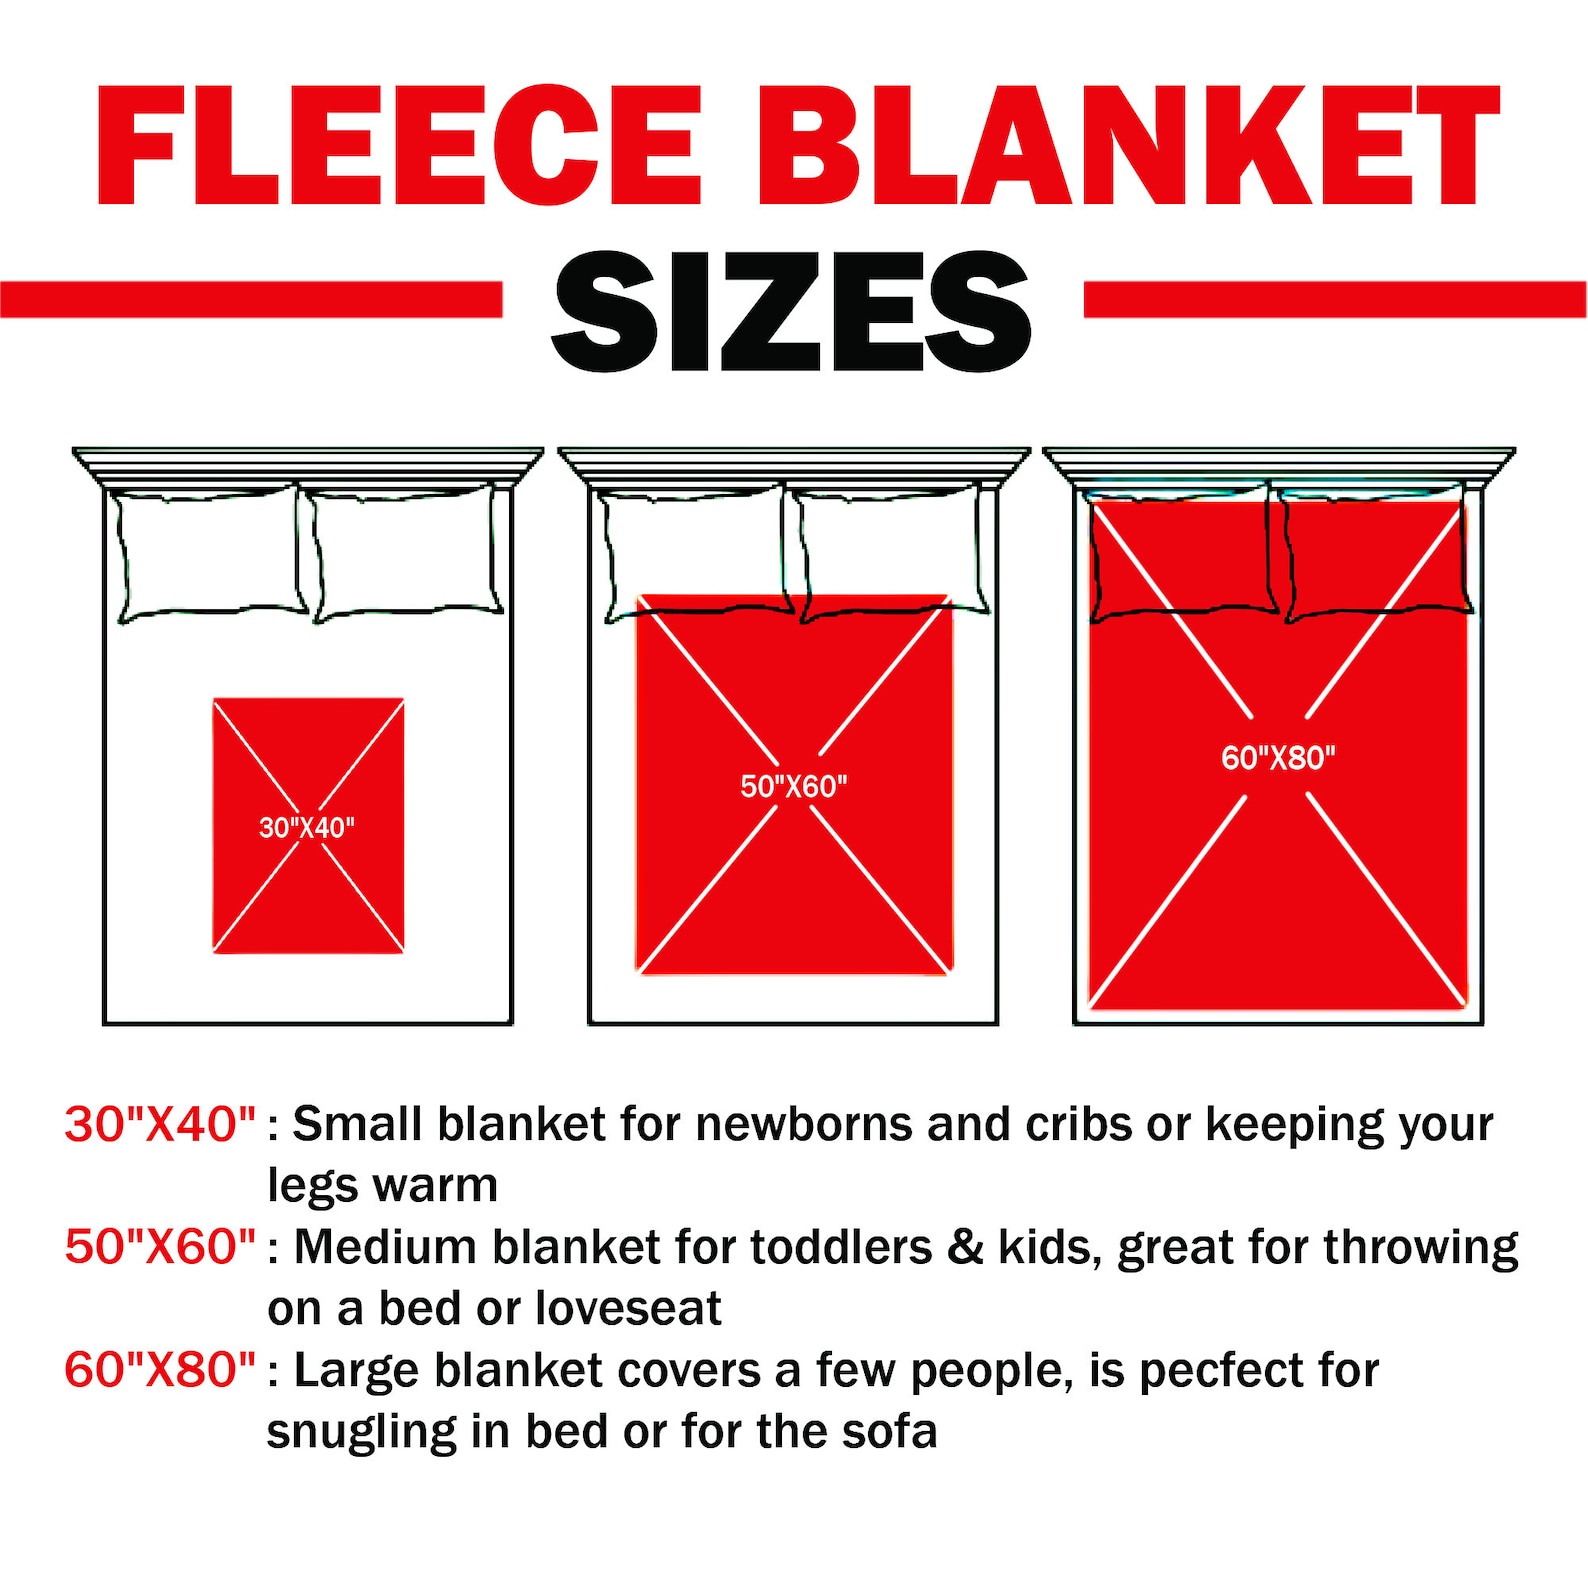 FLEECE BLANKET
SIZES
30"X40"
50"X60"
60"X80"
30"X40" : Small blanket for newborns and cribs or keeping your
legs warm
50"X60" : Medium blanket for toddlers & kids, great for throwing
on a bed or loveseat
60"X80" : Large blanket covers a few people, is pecfect for
snugling in bed or for the sofa